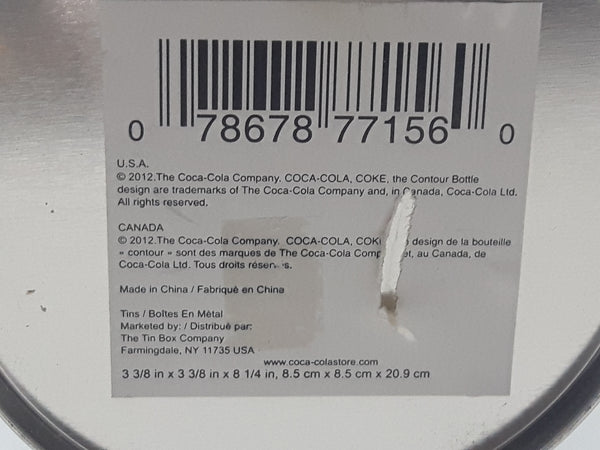 0 78678 77156 0
U.S.A.
© 2012.The Coca-Cola Company. COCA-COLA, COKE, the Contour Bottle
design are trademarks of The Coca-Cola Company and, in Canada, Coca-Cola Ltd.
All rights reserved.
CANADA
© 2012.The Coca-Cola Company. COCA-COLA, design de la bouteille
« contour » sont des marques de The Coca-Cola au Canada, de
Coca-Cola Ltd. Tous droits
Made in China / Fabriqué en China
Tins / Boîtes En Métal
Marketed by: / Distribué par:
The Tin Box Company
Farmingdale, NY 11735 USA
www.coca-colastore.com
3 3/8 in x 3 3/8 in x 8 1/4 in, 8.5 cm x 8.5 cm x 20.9 cm